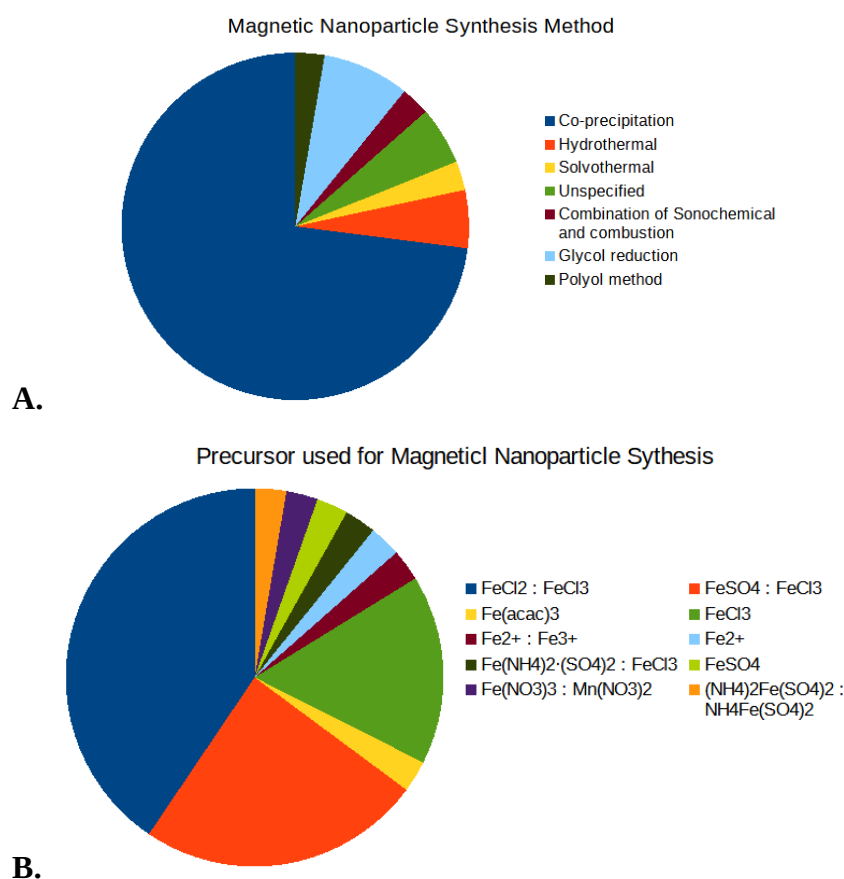 Magnetic Nanoparticle Synthesis Method
Co-precipitation
Hydrothermal
Solvothermal
Unspecified
Combination of Sonochemical
and combustion
Glycol reduction
Polyol method
A.
Precursor used for Magneticl Nanoparticle Sythesis
FeCl2 : FeCl3
FeSO4 : FeCl3
Fe(acac)3
FeCl3
Fe2+ : Fe3+
Fe2+
Fe(NH4)2·(SO4)2 : FeCl3
FeSO4
Fe(NO3)3 : Mn(NO3)2
(NH4)2Fe(SO4)2 :
NH4Fe(SO4)2
B.